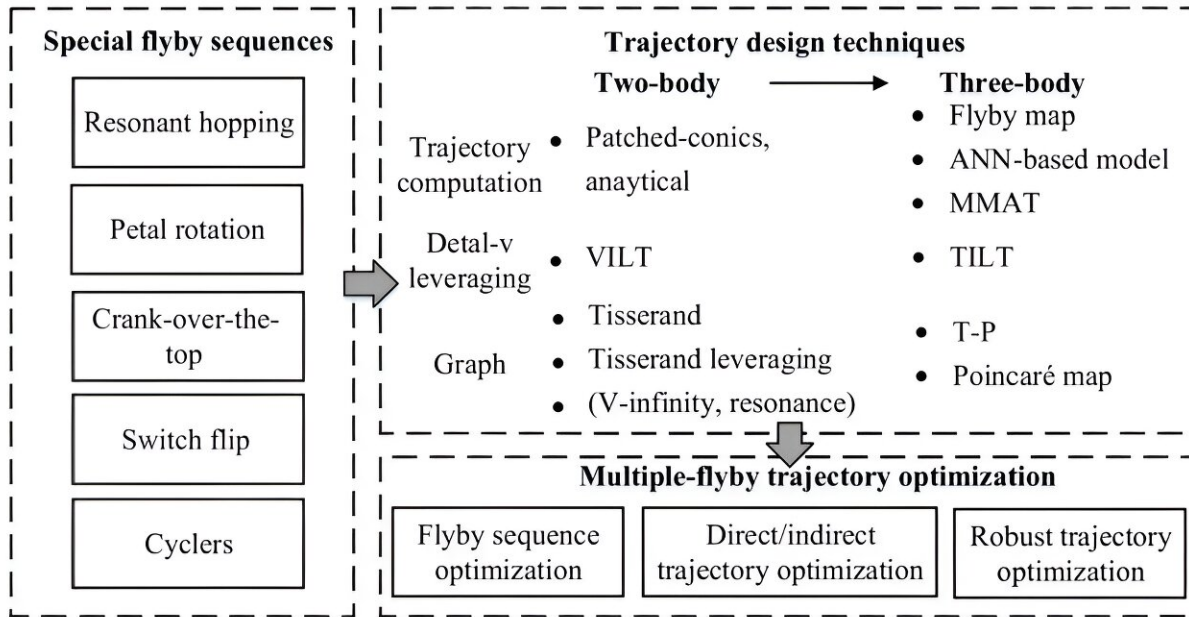 Special flyby sequences
Resonant hopping
Petal rotation
Crank-over-the-
top
Switch flip
Cyclers
Trajectory design techniques
Two-body
Three-body
Trajectory
computation
• Patched-conics,
anaytical
• Flyby map
• ANN-based model
• MMAT
Detal-v
leveraging
• VILT
• TILT
Graph
• Tisserand
• Tisserand leveraging
• (V-infinity, resonance)
• T-P
• Poincaré map
Multiple-flyby trajectory optimization
Flyby sequence
optimization
Direct/indirect
trajectory optimization
Robust trajectory
optimization